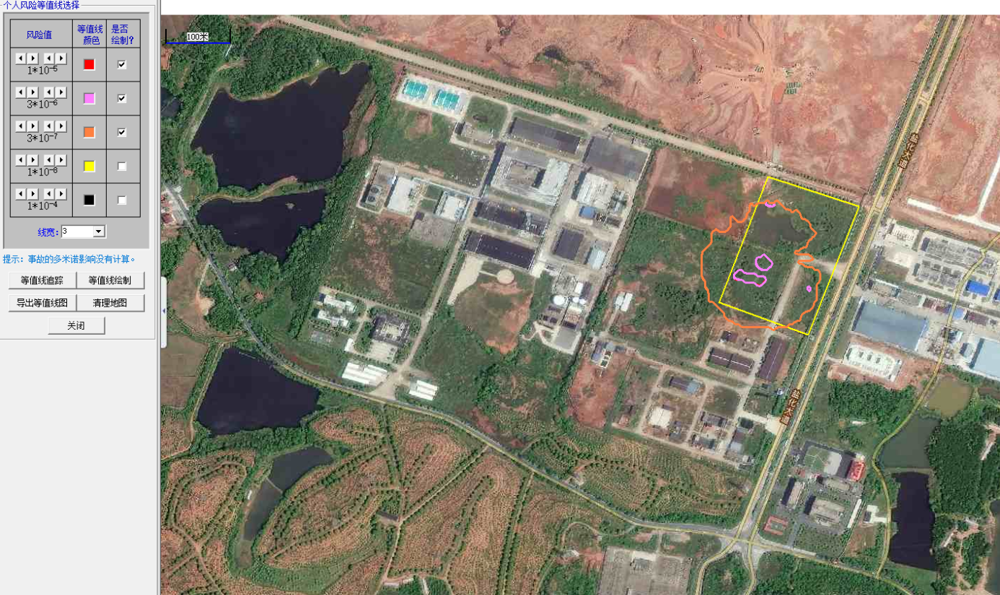 个人风险等值线选择
风险值
等值线
颜色
是否
绘制?
1*10-5
3*10-6
3*10-7
1*10-8
1*10-4
线宽: 3
提示: 事故的多米诺影响没有计算。
等值线追踪
等值线绘制
导出等值线图
清理地图
关闭
100米
盐化大道
盐化大道